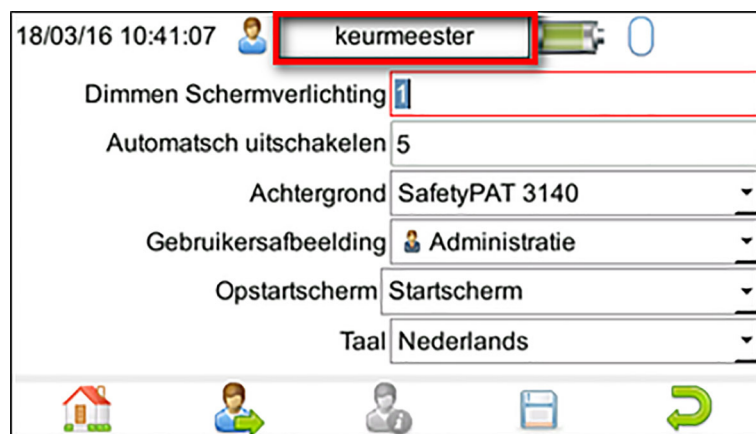 18/03/16 10:41:07 keurmeester
Dimmen Schermverlichting 1
Automatsch uitschakelen 5
Achtergrond SafetyPAT 3140
Gebruikersafbeelding Administratie
Opstartscherm Startscherm
Taal Nederlands